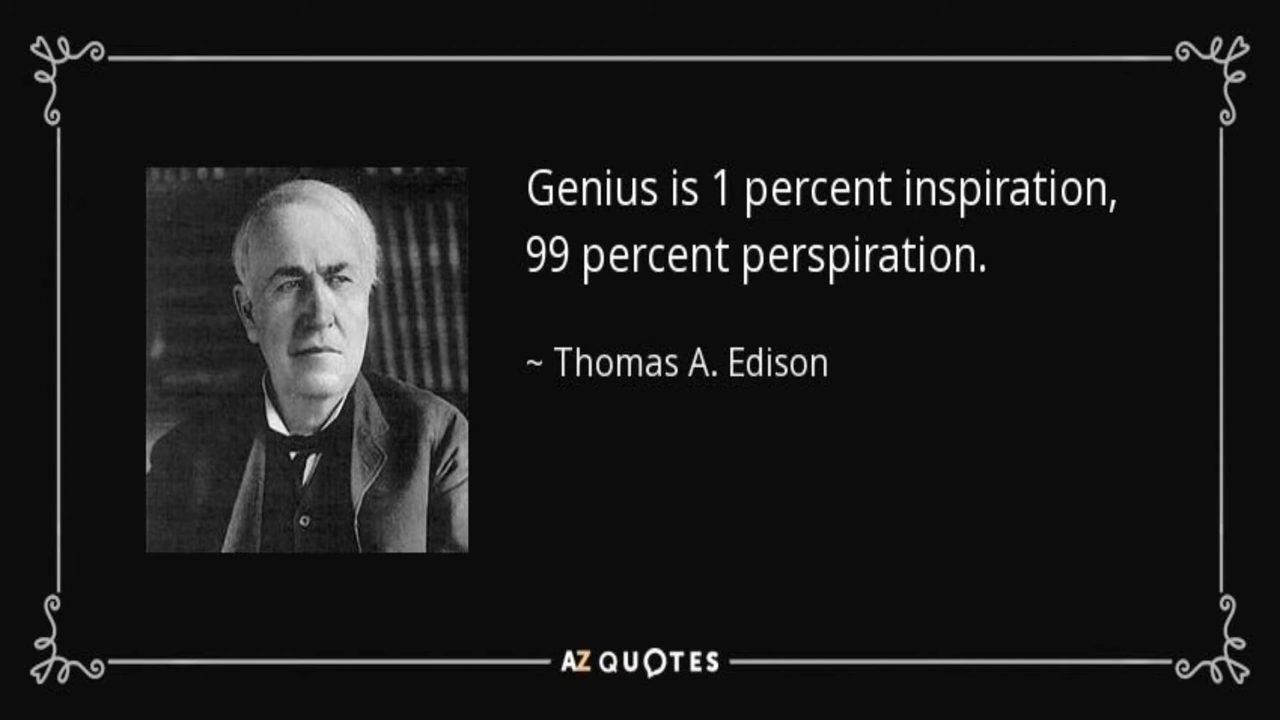 Genius is 1 percent inspiration,
99 percent perspiration.
~ Thomas A. Edison
AZ QUOTES